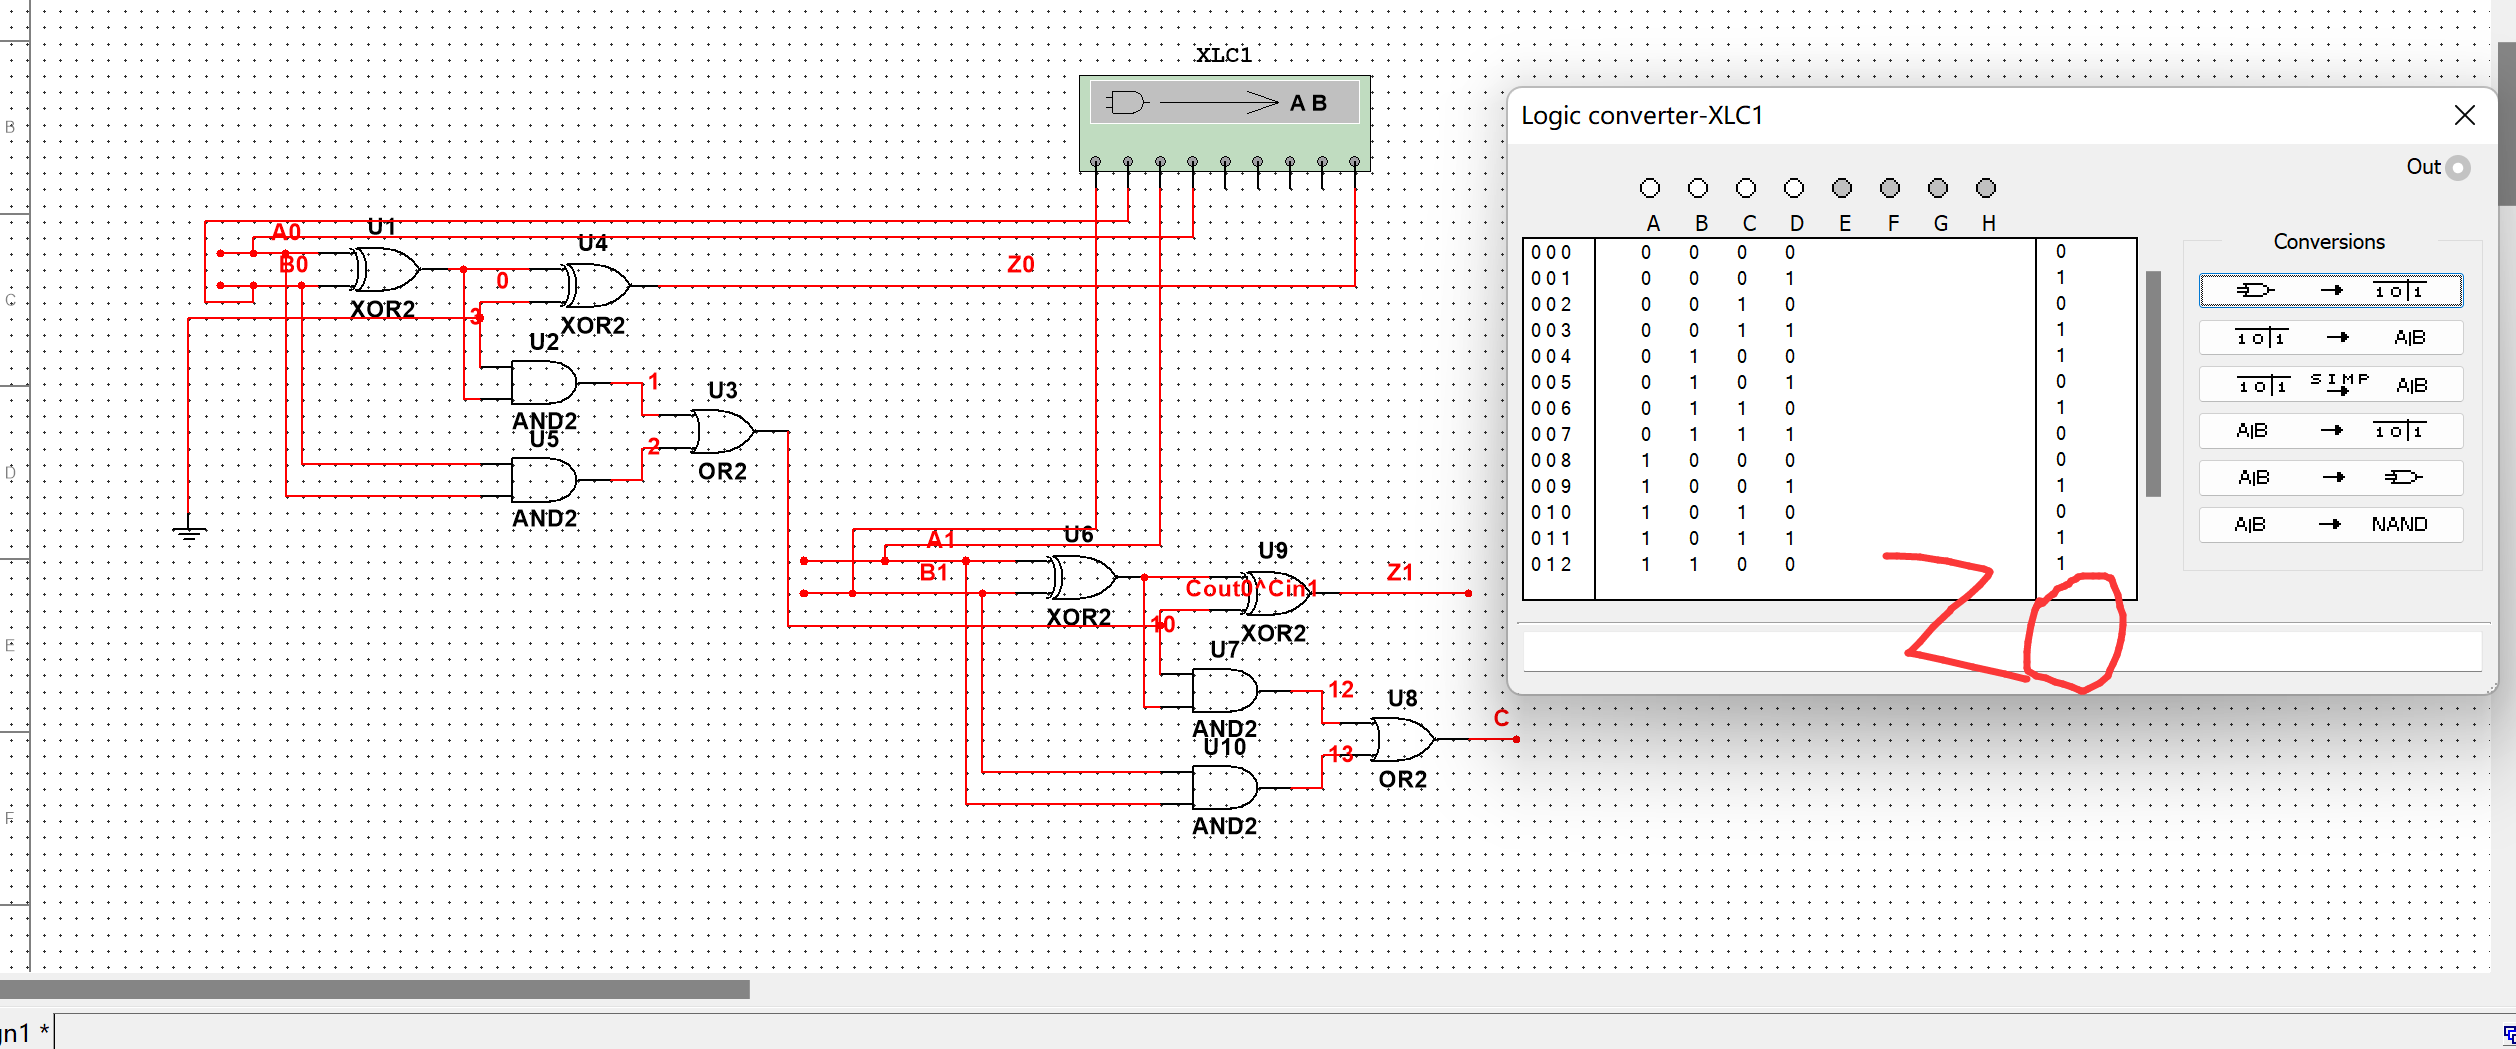 XLC1
A B
Logic converter-XLC1
Out
A B C D E F G H
000 0 0 0 0 0
001 0 0 0 1 1
002 0 0 1 0 0
003 0 0 1 1 1
004 0 1 0 0 1
005 0 1 0 1 0
006 0 1 1 0 1
007 0 1 1 1 0
008 1 0 0 0 0
009 1 0 0 1 1
010 1 0 1 0 0
011 1 0 1 1 1
012 1 1 0 0 1
Conversions
1 0 1
1 0 1 A|B
1 0 1 SIMP A|B
A|B 1 0 1
A|B
A|B NAND
Z0
B
C
D
E
F
A0
B0
U1
XOR2
0
3
U4
XOR2
Z0
U2
AND2
1
U5
AND2
2
U3
OR2
A1
B1
U6
XOR2
Cout0^Cin1
10
U9
XOR2
Z1
U7
AND2
12
U10
AND2
13
U8
OR2
C
gn1 *